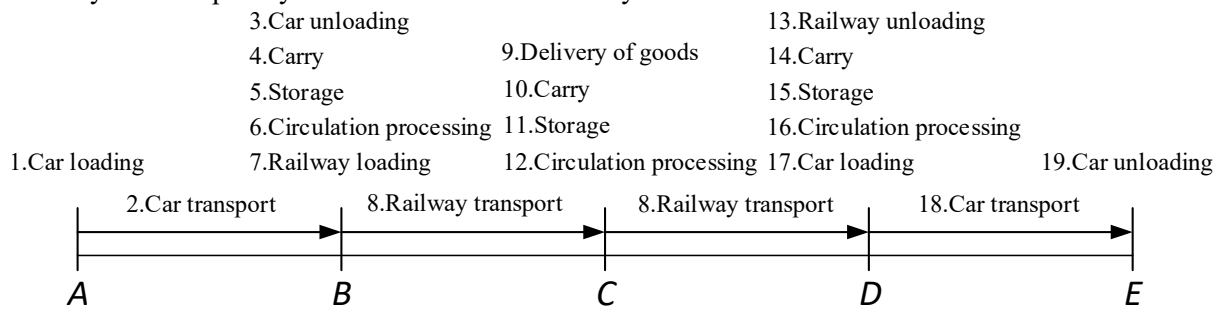 3.Car unloading
4.Carry
5.Storage
6.Circulation processing
7.Railway loading
9.Delivery of goods
10.Carry
11.Storage
12.Circulation processing
13.Railway unloading
14.Carry
15.Storage
16.Circulation processing
17.Car loading
1.Car loading
19.Car unloading
2.Car transport
8.Railway transport
8.Railway transport
18.Car transport
A
B
C
D
E